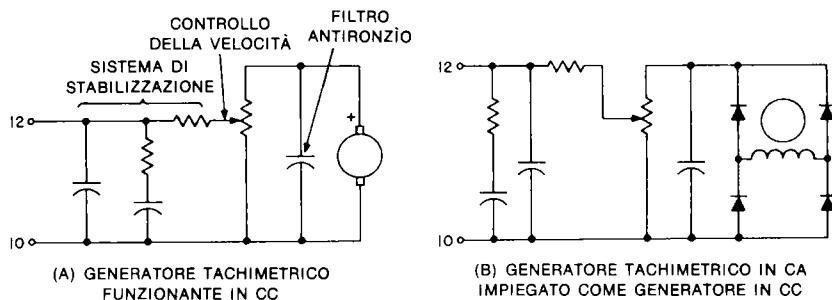 CONTROLLO
DELLA VELOCITÀ
FILTRO
ANTIRONZÌO
SISTEMA DI
STABILIZZAZIONE
12
+
10
(A) GENERATORE TACHIMETRICO
FUNZIONANTE IN CC
12
10
(B) GENERATORE TACHIMETRICO IN CA
IMPIEGATO COME GENERATORE IN CC